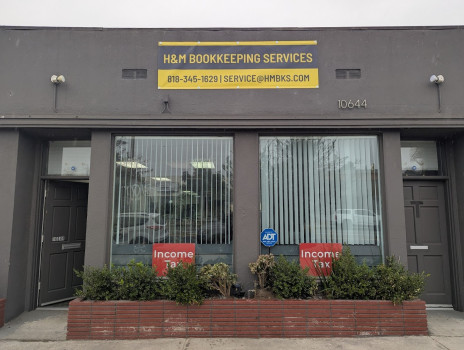 H&M BOOKKEEPING SERVICES
818-345-1629 | SERVICE@HMBKS.COM
10644
ADT
Income
Tax
Income
Tax